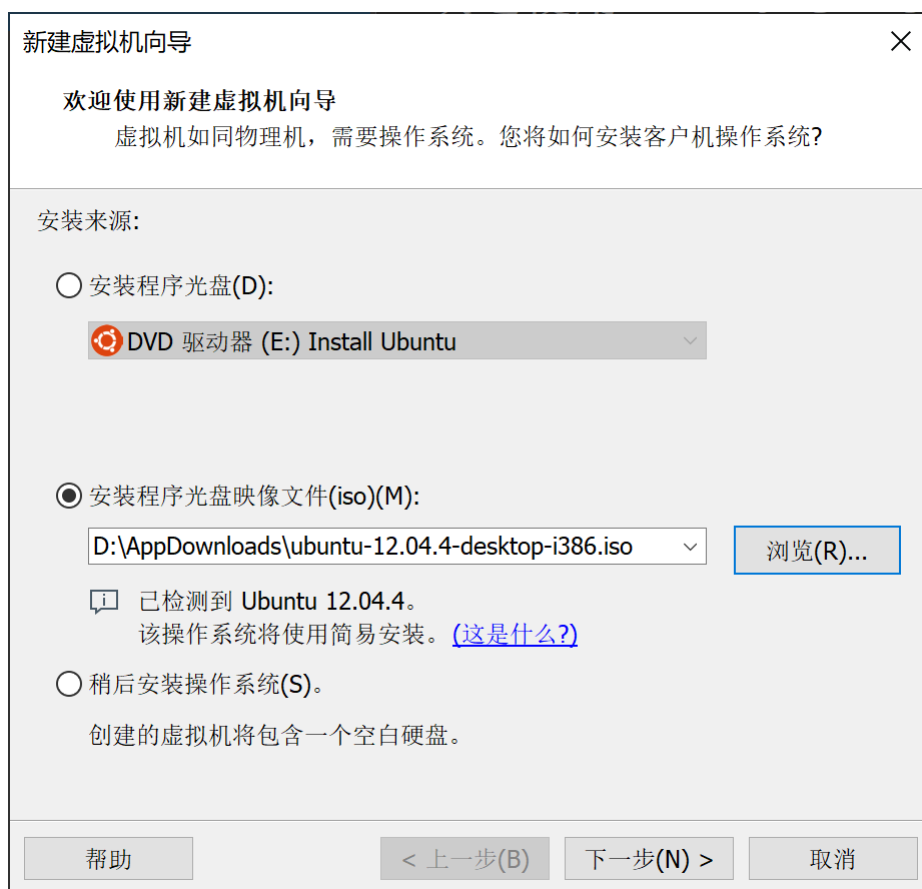 新建虚拟机向导
欢迎使用新建虚拟机向导
虚拟机如同物理机，需要操作系统。您将如何安装客户机操作系统?
安装来源:
安装程序光盘(D):
DVD 驱动器 (E:) Install Ubuntu
安装程序光盘映像文件(iso)(M):
D:\AppDownloads\ubuntu-12.04.4-desktop-i386.iso
浏览(R)...
已检测到 Ubuntu 12.04.4。
该操作系统将使用简易安装。(这是什么?)
稍后安装操作系统(S)。
创建的虚拟机将包含一个空白硬盘。
帮助
< 上一步(B)
下一步(N) >
取消